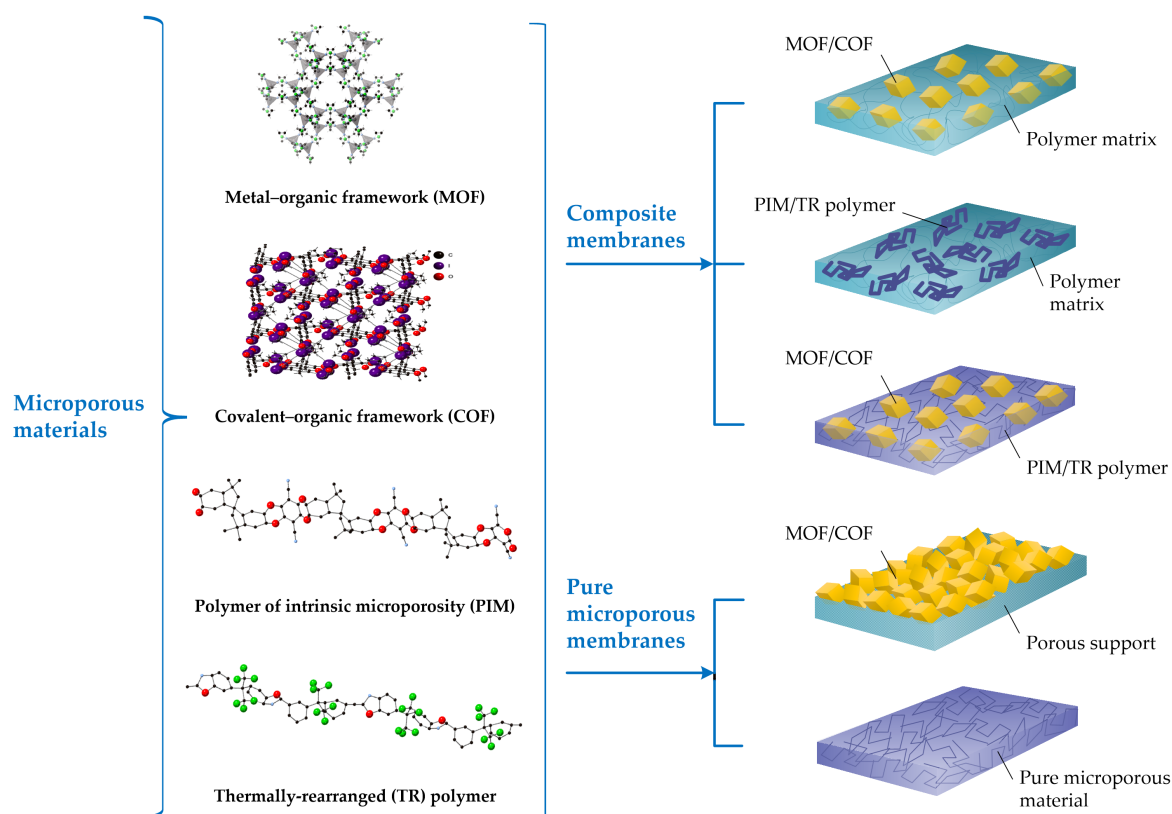 Microporous
materials
Metal–organic framework (MOF)
C
I
O
Covalent–organic framework (COF)
Polymer of intrinsic microporosity (PIM)
Thermally-rearranged (TR) polymer
Composite
membranes
MOF/COF
Polymer matrix
PIM/TR polymer
Polymer
matrix
MOF/COF
PIM/TR polymer
Pure
microporous
membranes
MOF/COF
Porous support
Pure microporous
material